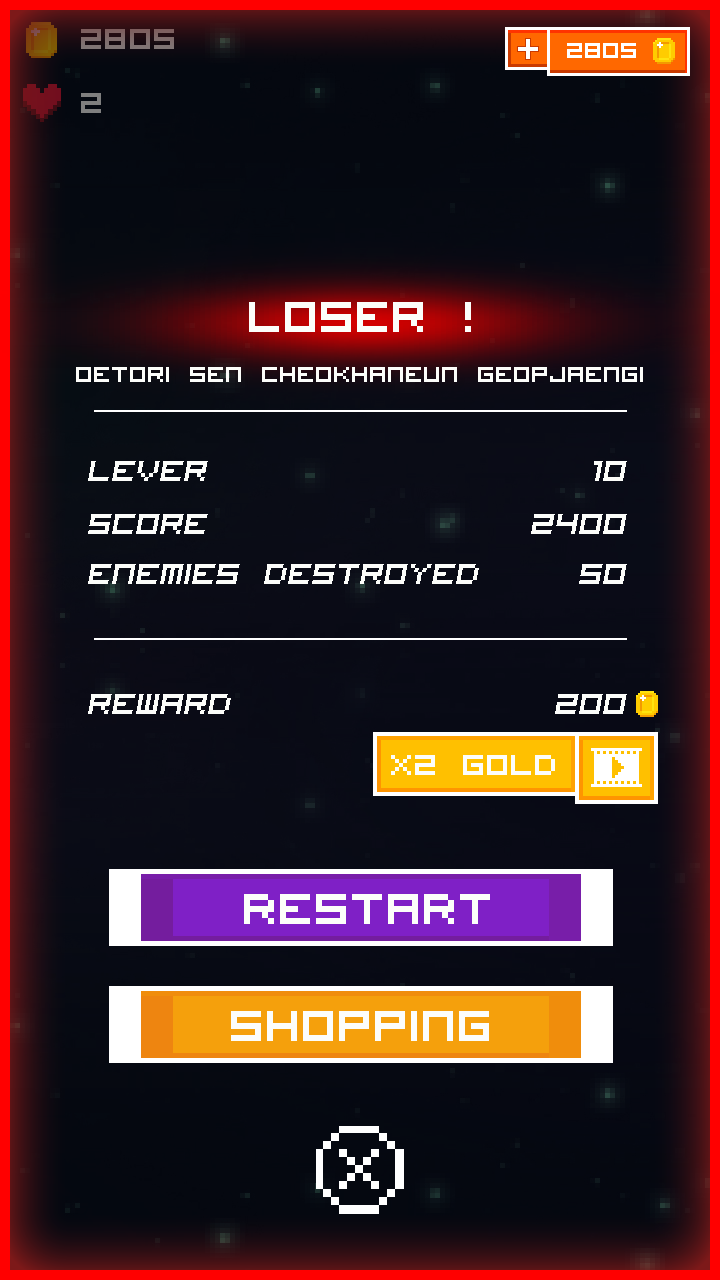 2805
2805
2
LOSER !
OETORI SEN CHEOKHANEUN GEOPJAENGI
LEVER 10
SCORE 2400
ENEMIES DESTROYED 50
REWARD 200
X2 GOLD
RESTART
SHOPPING